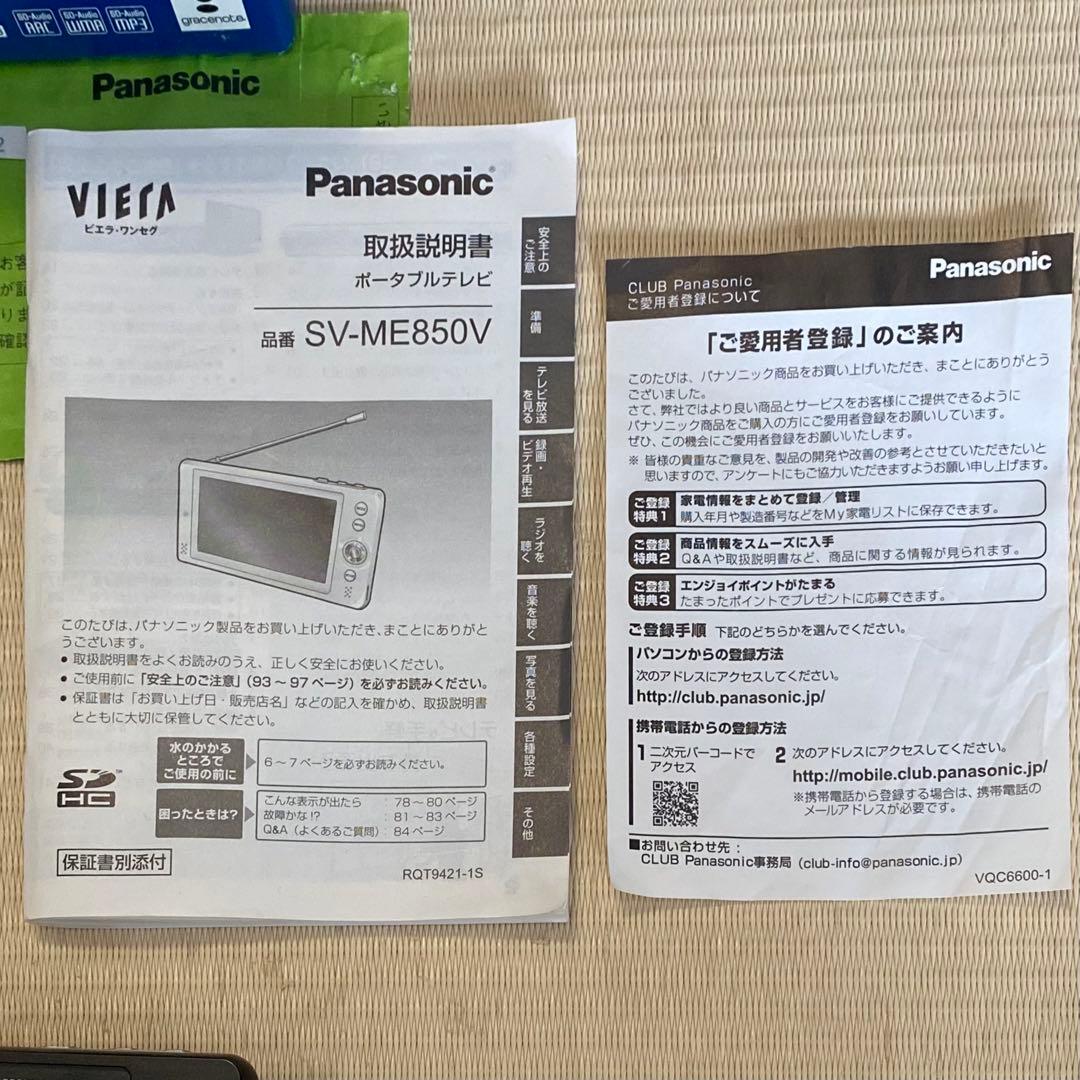 SD-Audio
AAC
SD-Audio
WMA
SD-Audio
MP3
gracenote
Panasonic
2
お客
が証
りま
確認
VIErA
ビエラ・ワンセグ
Panasonic
取扱説明書
ポータブルテレビ
品番 SV-ME850V
このたびは、パナソニック製品をお買い上げいただき、まことにありがと
うございます。
● 取扱説明書をよくお読みのうえ、正しく安全にお使いください。
● ご使用前に「安全上のご注意」(93～97ページ)を必ずお読みください。
● 保証書は「お買い上げ日・販売店名」などの記入を確かめ、取扱説明書
とともに大切に保管してください。
水のかかる
ところで
ご使用の前に
6～7ページを必ずお読みください。
困ったときは?
こんな表示が出たら : 78～80ページ
故障かな!? : 81～83ページ
Q&A(よくあるご質問) : 84ページ
SD
HC
保証書別添付
RQT9421-1S
安全上の
ご注意
準備
テレビ放送
を見る
録画・
ビデオ再生
ラジオを
聴く
音楽を聴く
写真を見る
各種設定
その他
CLUB Panasonic
ご愛用者登録について
Panasonic
「ご愛用者登録」のご案内
このたびは、パナソニック商品をお買い上げいただき、まことにありがとう
ございました。
さて、弊社ではより良い商品とサービスをお客様にご提供できるように
パナソニック商品をご購入の方にご愛用者登録をお願いしています。
ぜひ、この機会にご愛用者登録をお願いいたします。
※ 皆様の貴重なご意見を、製品の開発や改善の参考とさせていただきたいと
思いますので、アンケートにもご協力いただきますようお願い申し上げます。
ご登録
特典1
家電情報をまとめて登録／管理
購入年月や製造番号などをMy家電リストに保存できます。
ご登録
特典2
商品情報をスムーズに入手
Q&Aや取扱説明書など、商品に関する情報が見られます。
ご登録
特典3
エンジョイポイントがたまる
たまったポイントでプレゼントに応募できます。
ご登録手順 下記のどちらかを選んでください。
パソコンからの登録方法
次のアドレスにアクセスしてください。
http://club.panasonic.jp/
携帯電話からの登録方法
1 二次元バーコードで
アクセス
2 次のアドレスにアクセスしてください。
http://mobile.club.panasonic.jp/
※携帯電話から登録する場合は、携帯電話の
メールアドレスが必要です。
■お問い合わせ先：
CLUB Panasonic事務局(club-info@panasonic.jp)
VQC6600-1